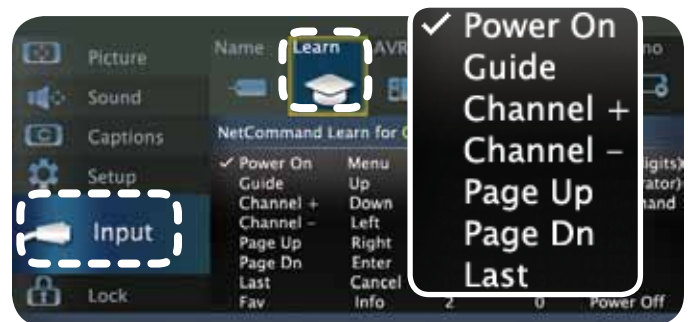 Name Learn AVR no
Picture
Sound
Captions
Setup
Input
Lock
NetCommand Learn for
✓ Power On Menu
Guide Up
Channel + Down
Channel – Left
Page Up Right
Page Dn Enter
Last Cancel
Fav Info 2 0 Power Off
✓ Power On
Guide
Channel +
Channel –
Page Up
Page Dn
Last